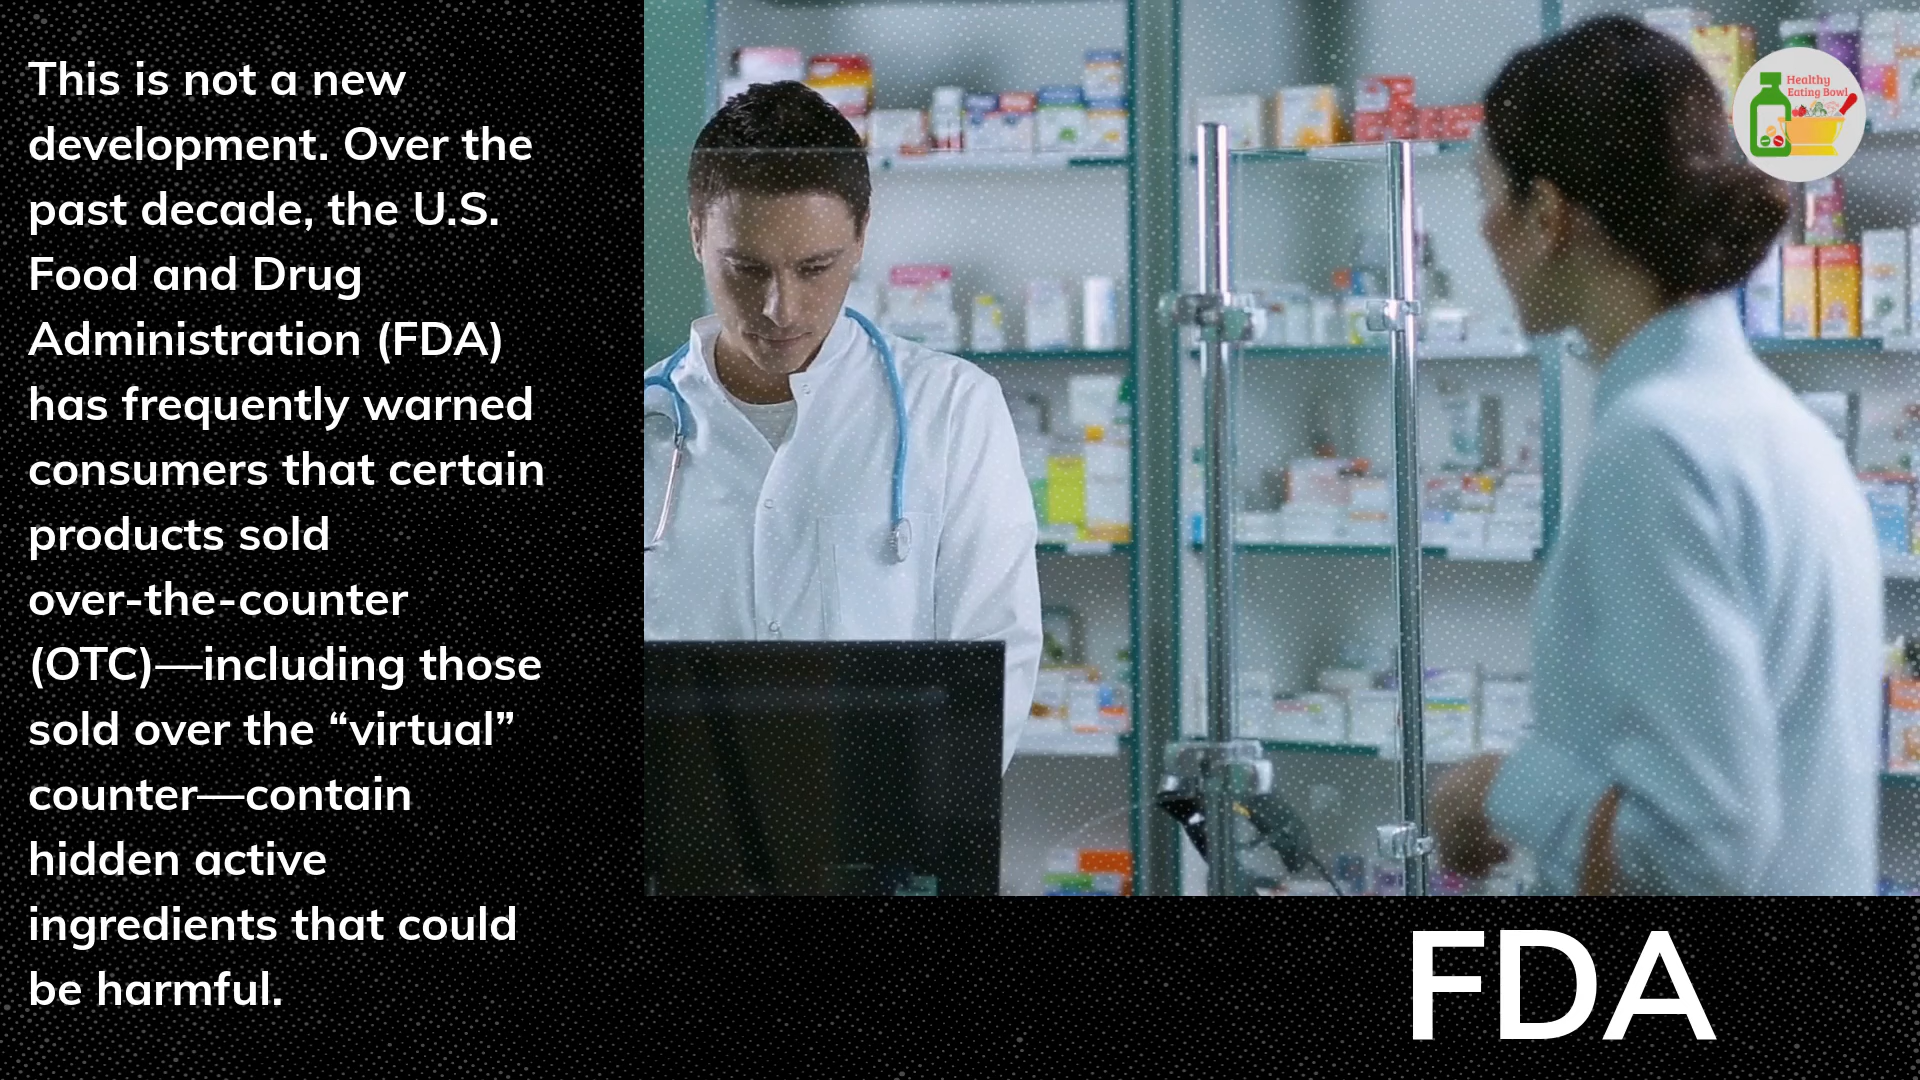 This is not a new
development. Over the
past decade, the U.S.
Food and Drug
Administration (FDA)
has frequently warned
consumers that certain
products sold
over-the-counter
(OTC)—including those
sold over the “virtual”
counter—contain
hidden active
ingredients that could
be harmful.
Healthy
Eating Bowl
FDA